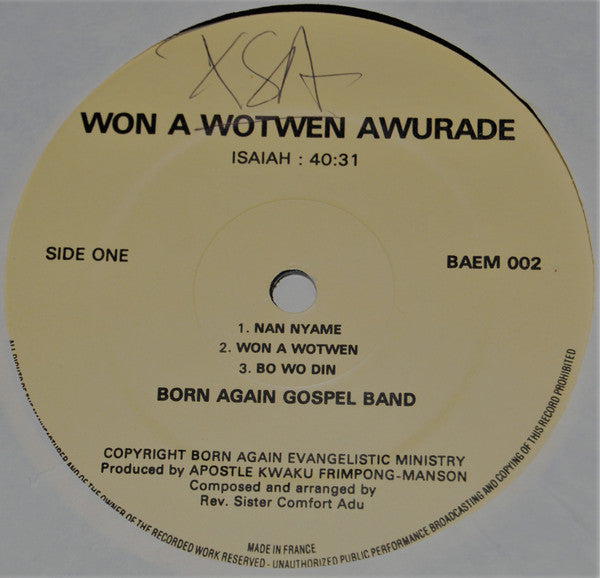 XSA
WON A WOTWEN AWURADE
ISAIAH : 40:31
SIDE ONE
BAEM 002
1. NAN NYAME
2. WON A WOTWEN
3. BO WO DIN
BORN AGAIN GOSPEL BAND
COPYRIGHT BORN AGAIN EVANGELISTIC MINISTRY
Produced by APOSTLE KWAKU FRIMPONG-MANSON
Composed and arranged by
Rev. Sister Comfort Adu
MADE IN FRANCE
OF THE OWNER OF THE RECORDED WORK RESERVED - UNAUTHORIZED PUBLIC PERFORMANCE BROADCASTING AND COPYING OF THIS RECORD PROHIBITED